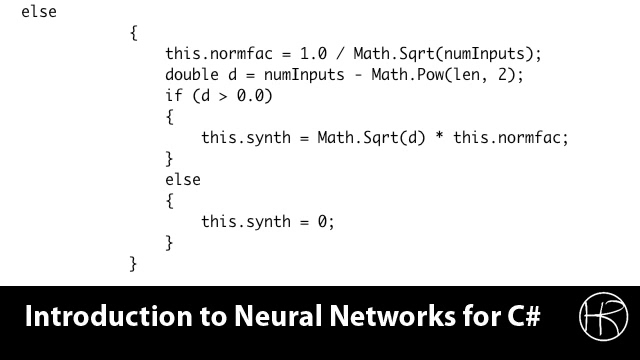 else
{
this.normfac = 1.0 / Math.Sqrt(numInputs);
double d = numInputs - Math.Pow(len, 2);
if (d > 0.0)
{
this.synth = Math.Sqrt(d) * this.normfac;
}
else
{
this.synth = 0;
}
}
Introduction to Neural Networks for C#